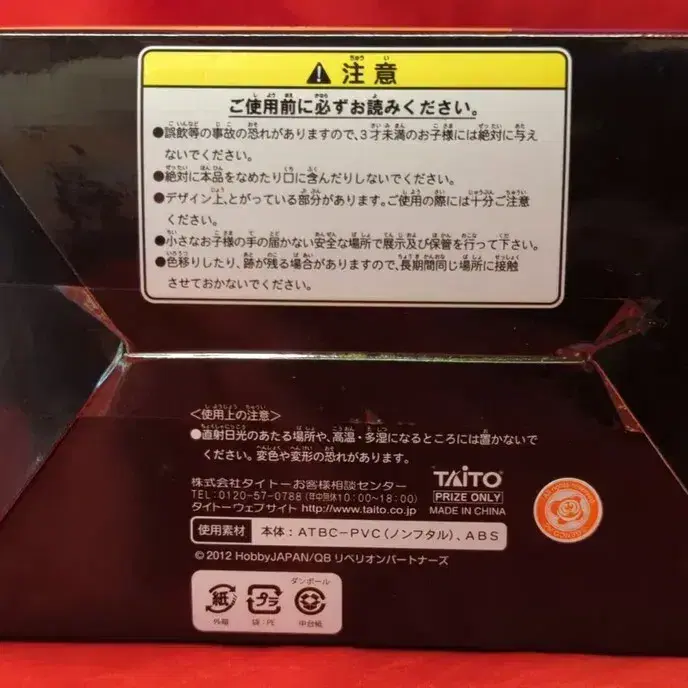 ⚠ 注意
ご使用前に必ずお読みください。
●誤飲等の事故の恐れがありますので、3才未満のお子様には絶対に与え
ないでください。
●絶対に本品をなめたり口に含んだりしないでください。
●デザイン上、とがっている部分があります。ご使用の際には十分ご注意
ください。
●小さなお子様の手の届かない安全な場所で展示及び保管を行って下さい。
●色移りしたり、跡が残る場合がありますので、長期間同じ場所に接触
させておかないでください。
<使用上の注意>
●直射日光のあたる場所や、高温・多湿になるところには置かないで
ください。変色や変形の恐れがあります。
株式会社タイトーお客様相談センター
TEL:0120-57-0788(年中無休10:00~18:00)
タイトーウェブサイト http://www.taito.co.jp
TAITO
PRIZE ONLY
MADE IN CHINA
使用素材 本体:ATBC-PVC(ノンフタル)、ABS
©2012 HobbyJAPAN/QB リベリオンパートナーズ
ダンボール
紙 プラ
外箱 袋:PE 中台紙